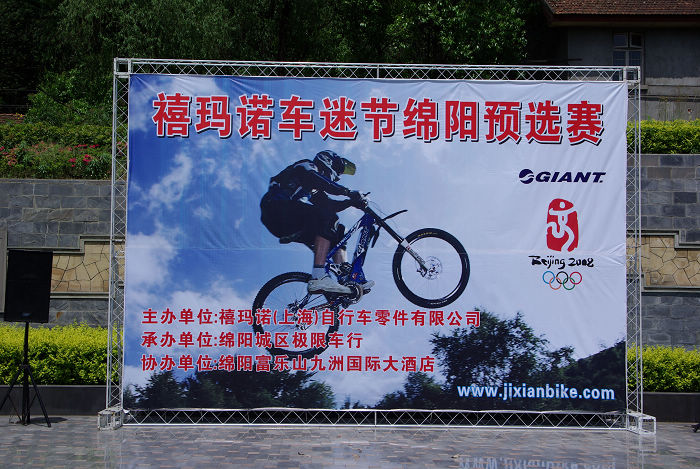 禧玛诺车迷节绵阳预选赛
GIANT
Beijing 2008
主办单位:禧玛诺(上海)自行车零件有限公司
承办单位:绵阳城区极限车行
协办单位:绵阳富乐山九洲国际大酒店
www.jixianbike.com